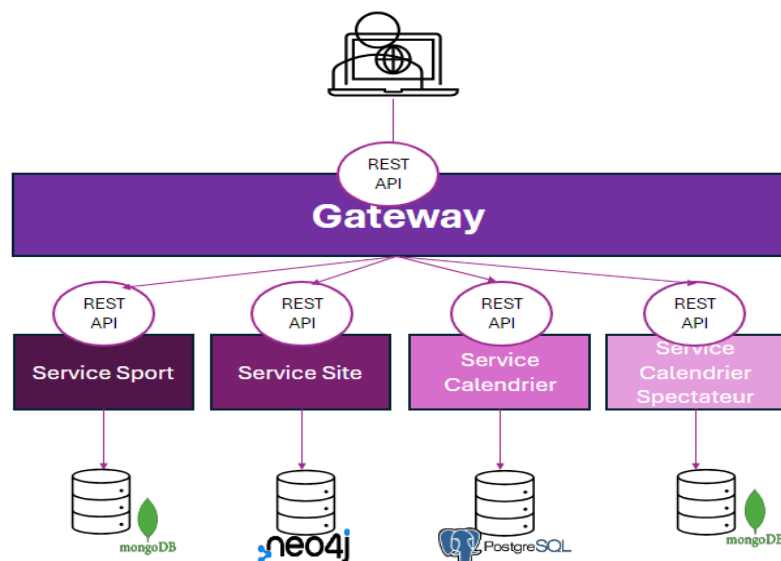 REST
API
Gateway
REST
API
REST
API
REST
API
REST
API
Service Sport
Service Site
Service
Calendrier
Service
Calendrier
Spectateur
mongoDB
neo4j
PostgreSQL
mongoDB